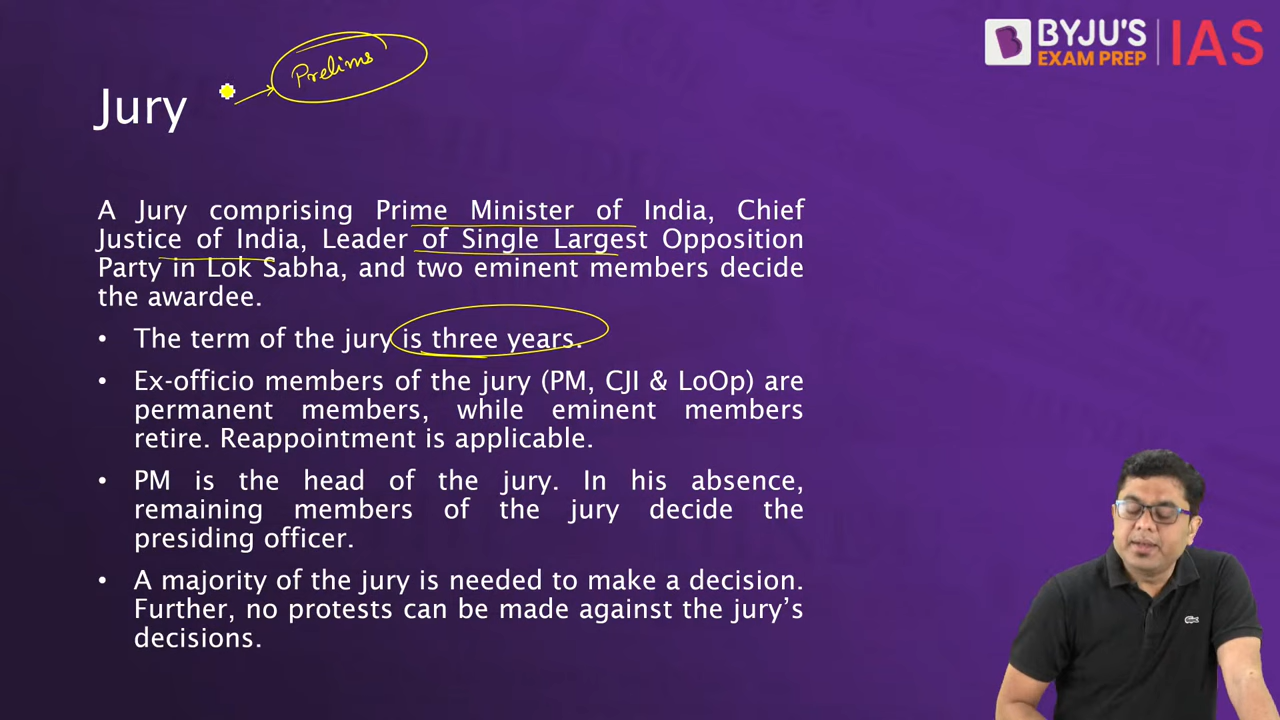 Prelims
BYJU'S
EXAM PREP
IAS
Jury
A Jury comprising Prime Minister of India, Chief
Justice of India, Leader of Single Largest Opposition
Party in Lok Sabha, and two eminent members decide
the awardee.
• The term of the jury is three years.
• Ex-officio members of the jury (PM, CJI & LoOp) are
permanent members, while eminent members
retire. Reappointment is applicable.
• PM is the head of the jury. In his absence,
remaining members of the jury decide the
presiding officer.
• A majority of the jury is needed to make a decision.
Further, no protests can be made against the jury’s
decisions.